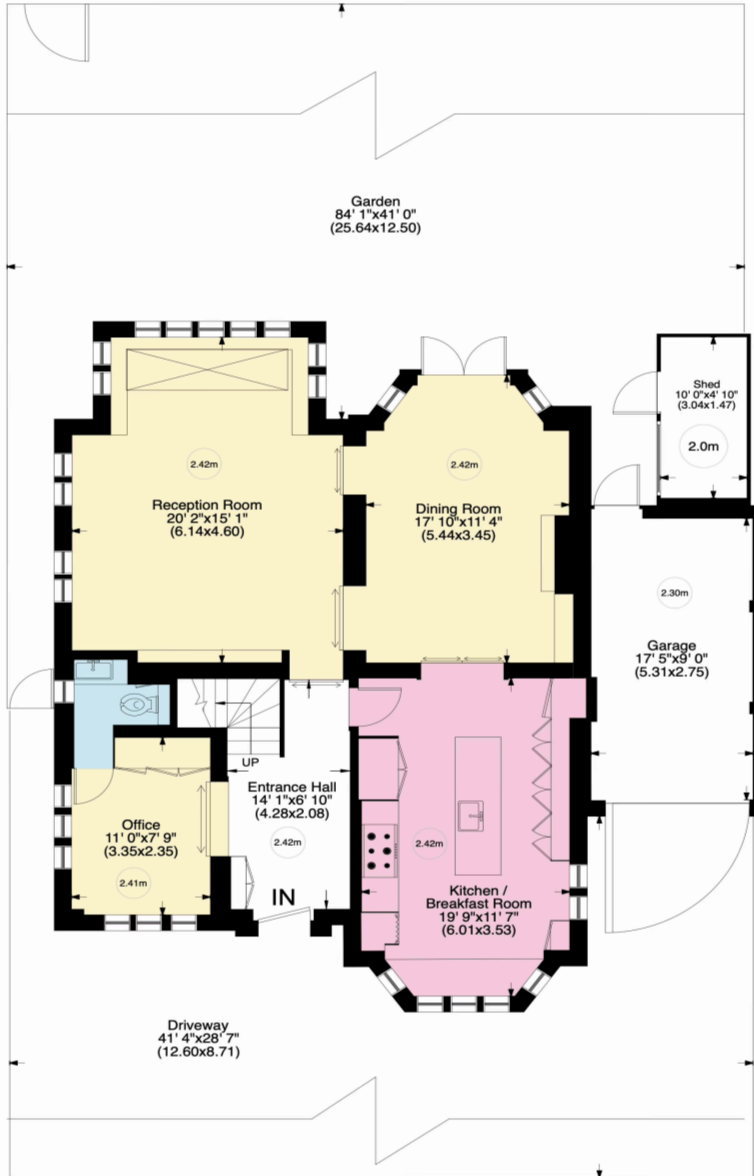 Garden
84' 1"x41' 0"
(25.64x12.50)
Shed
10' 0"x4' 10"
(3.04x1.47)
2.0m
2.42m
Reception Room
20' 2"x15' 1"
(6.14x4.60)
2.42m
Dining Room
17' 10"x11' 4"
(5.44x3.45)
2.30m
Garage
17' 5"x9' 0"
(5.31x2.75)
UP
Entrance Hall
14' 1"x6' 10"
(4.28x2.08)
2.42m
IN
Office
11' 0"x7' 9"
(3.35x2.35)
2.41m
2.42m
Kitchen /
Breakfast Room
19' 9"x11' 7"
(6.01x3.53)
Driveway
41' 4"x28' 7"
(12.60x8.71)